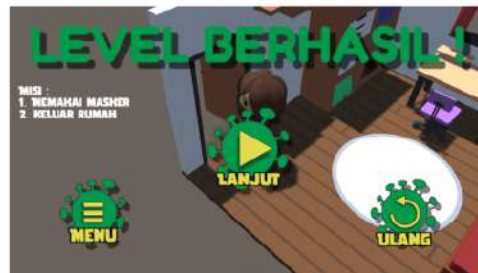 LEVEL BERHASIL !
MISI :
1. MEMAKAI MASKER
2. KELUAR RUMAH
LANJUT
MENU
ULANG